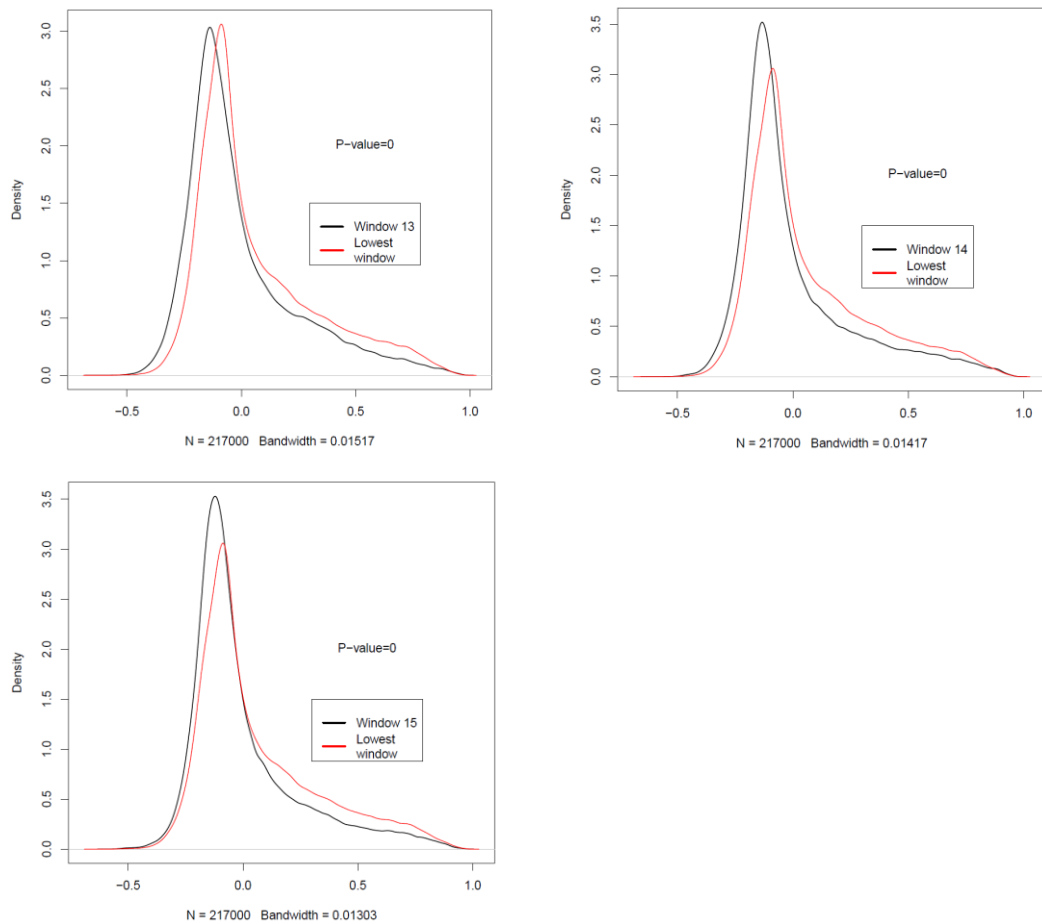 3.0
2.5
2.0
1.5
1.0
0.5
0.0
Density
P-value=0
Window 13
Lowest
window
−0.5 0.0 0.5 1.0
N = 217000 Bandwidth = 0.01517
3.5
3.0
2.5
2.0
1.5
1.0
0.5
0.0
Density
P-value=0
Window 14
Lowest
window
−0.5 0.0 0.5 1.0
N = 217000 Bandwidth = 0.01417
3.5
3.0
2.5
2.0
1.5
1.0
0.5
0.0
Density
P-value=0
Window 15
Lowest
window
−0.5 0.0 0.5 1.0
N = 217000 Bandwidth = 0.01303